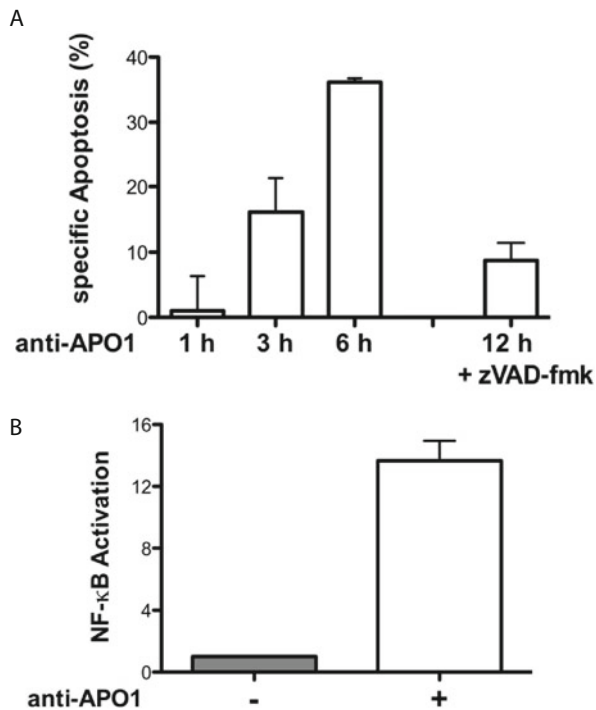 A
specific Apoptosis (%)
40
30
20
10
0
anti-APO1 1 h 3 h 6 h 12 h
+ zVAD-fmk
B
NF-κB Activation
16
12
8
4
0
anti-APO1 - +